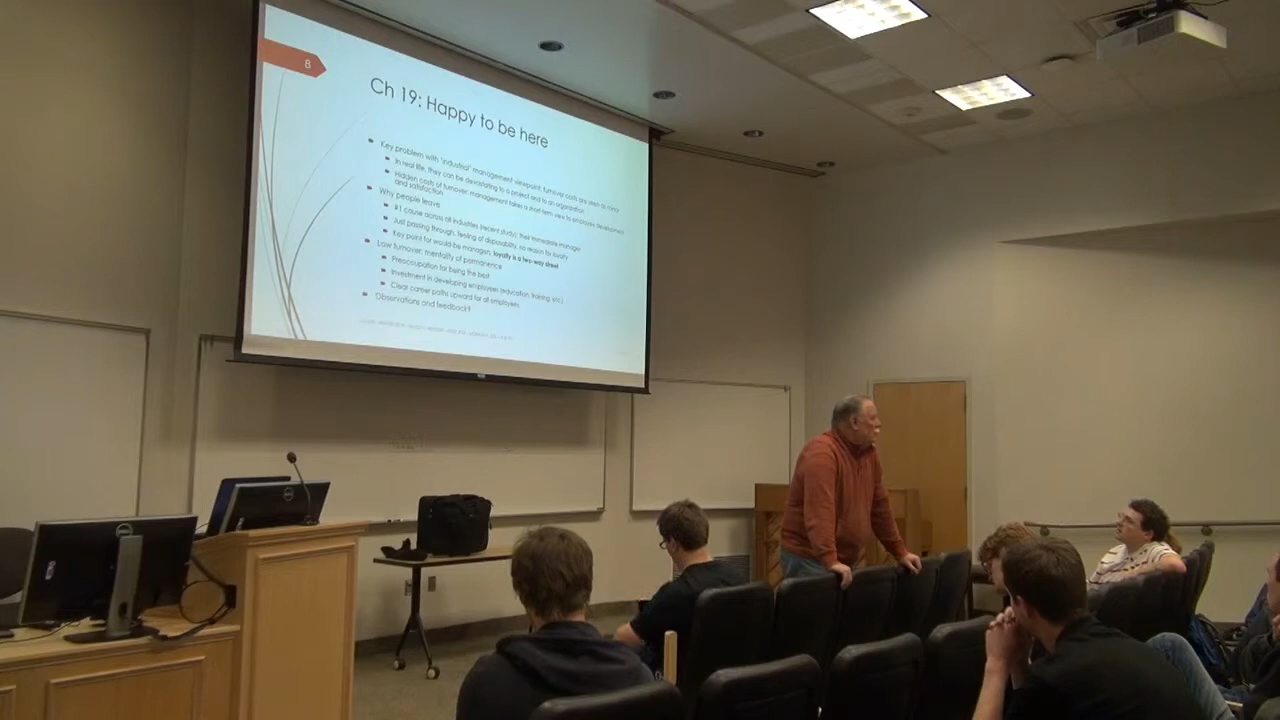 8
Ch 19: Happy to be here
Key problem with 'industrial' management viewpoint: turnover costs are seen as minor
In real life, they can be devastating to a project and to an organization
Hidden costs of turnover: management takes a short-term view to employee development
and satisfaction
Why people leave
#1 cause across all industries (recent study): their immediate manager
Just passing through, feeling of disposability, no reason for loyalty
Key point for would-be managers: loyalty is a two-way street
Low turnover: mentality of permanence
Preoccupation for being the best
Investment in developing employees (education, training, etc.)
Clear career paths upward for all employees
Observations and feedback?
DELL